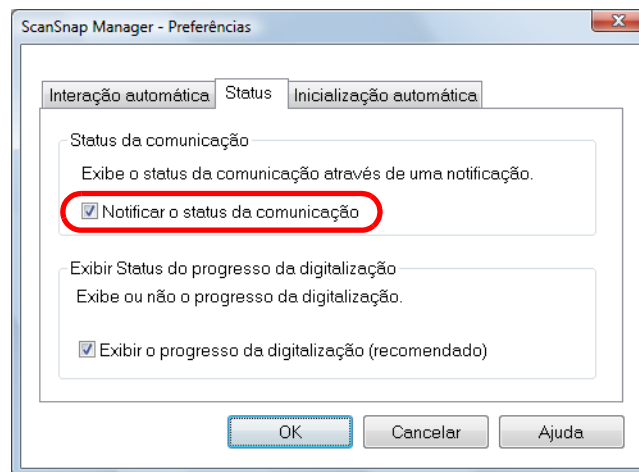 ScanSnap Manager - Preferências
Interação automática Status Inicialização automática
Status da comunicação
Exibe o status da comunicação através de uma notificação.
Notificar o status da comunicação
Exibir Status do progresso da digitalização
Exibe ou não o progresso da digitalização.
Exibir o progresso da digitalização (recomendado)
OK Cancelar Ajuda